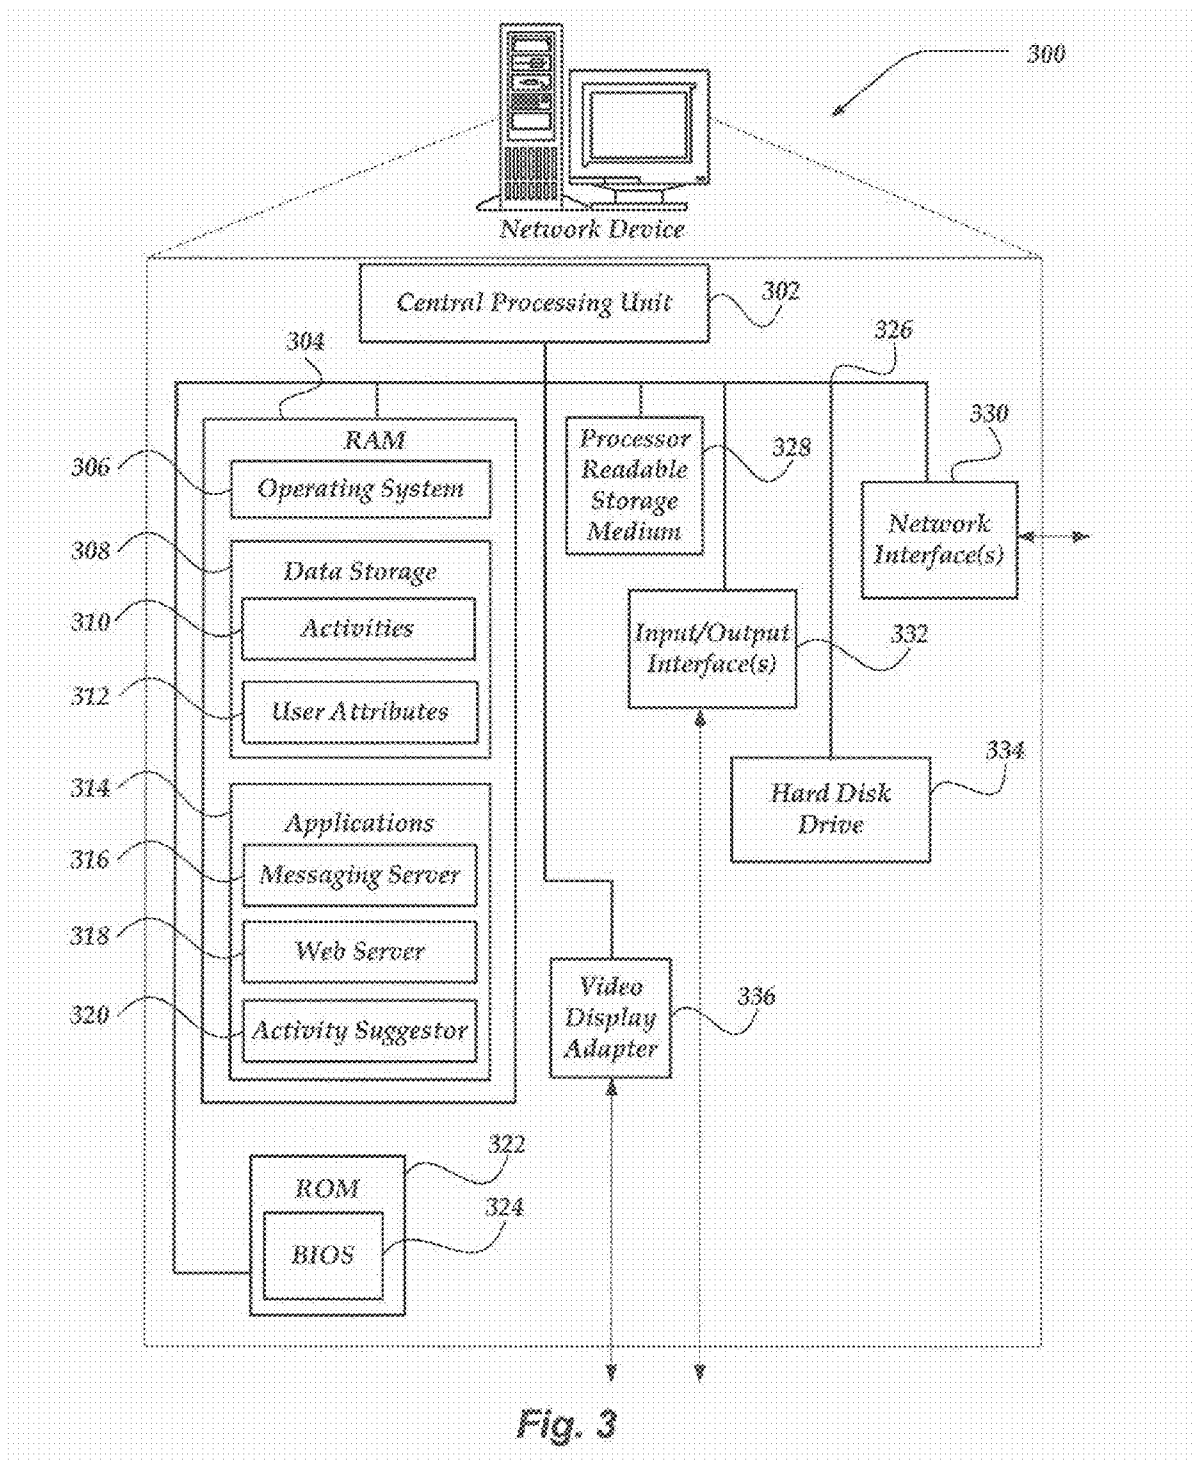 300
Network Device
Central Processing Unit
302
326
304
330
RAM
Processor
Readable
Storage
Medium
328
306
Operating System
Network
Interface(s)
308
Data Storage
310
Activities
Input/Output
Interface(s)
332
312
User Attributes
334
314
Hard Disk
Drive
Applications
316
Messaging Server
318
Web Server
Video
Display
Adapter
336
320
Activity Suggestor
322
ROM
324
BIOS
Fig. 3